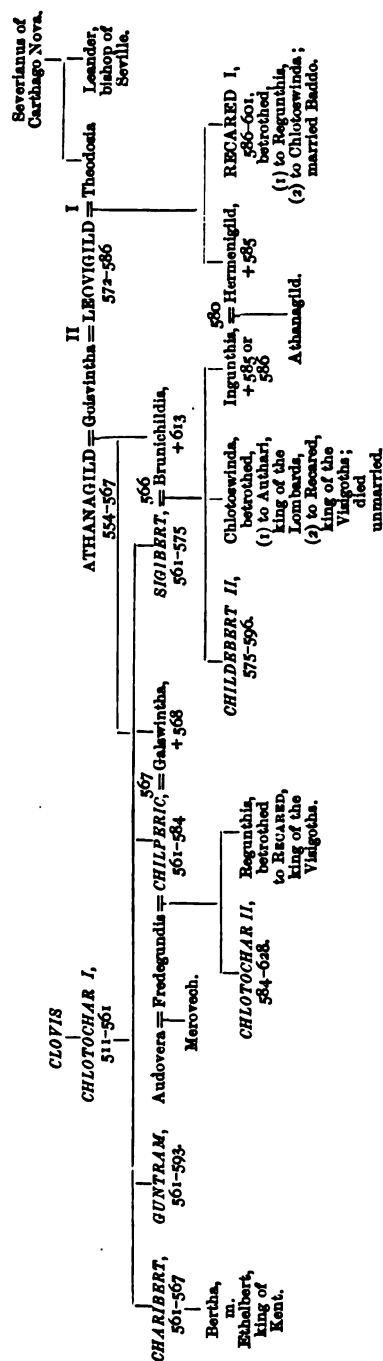 CLOVIS
CHLOTOCHAR I,
511–561
CHARIBERT,
561–567
Bertha,
m.
Ethelbert,
king of
Kent.
GUNTRAM,
561–593.
Audovera = Fredegundis = CHILPERIC, = Galswintha,
567
561–584
+ 568
Merovech.
CHLOTOCHAR II,
584–628.
Regunthis,
betrothed
to RECARED,
king of the
Visigoths.
SIGIBERT, = Brunichildis,
566
561–575
+ 613
CHILDEBERT II,
575–596.
Chlotoswinda,
betrothed,
(1) to Authari,
king of the
Lombards,
(2) to Recared,
king of the
Visigoths;
died
unmarried.
Ingunthis, = Hermenigild,
580
+ 585 or
586
+ 585
Athanagild.
ATHANAGILD = Goisvintha = LEOVIGILD = Theodosia
II
I
554–567
572–586
Severianus of
Carthago Nova.
Leander,
bishop of
Seville.
RECARED I,
586–601.
betrothed,
(1) to Regunthis,
(2) to Chlotoswinda;
married Baddo.